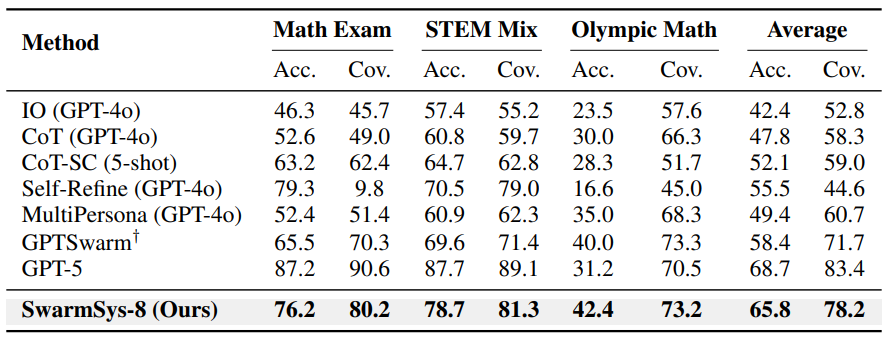 Method Math Exam STEM Mix Olympic Math Average
Acc. Cov. Acc. Cov. Acc. Cov. Acc. Cov.
IO (GPT-4o) 46.3 45.7 57.4 55.2 23.5 57.6 42.4 52.8
CoT (GPT-4o) 52.6 49.0 60.8 59.7 30.0 66.3 47.8 58.3
CoT-SC (5-shot) 63.2 62.4 64.7 62.8 28.3 51.7 52.1 59.0
Self-Refine (GPT-4o) 79.3 9.8 70.5 79.0 16.6 45.0 55.5 44.6
MultiPersona (GPT-4o) 52.4 51.4 60.9 62.3 35.0 68.3 49.4 60.7
GPTSwarm† 65.5 70.3 69.6 71.4 40.0 73.3 58.4 71.7
GPT-5 87.2 90.6 87.7 89.1 31.2 70.5 68.7 83.4
SwarmSys-8 (Ours) 76.2 80.2 78.7 81.3 42.4 73.2 65.8 78.2